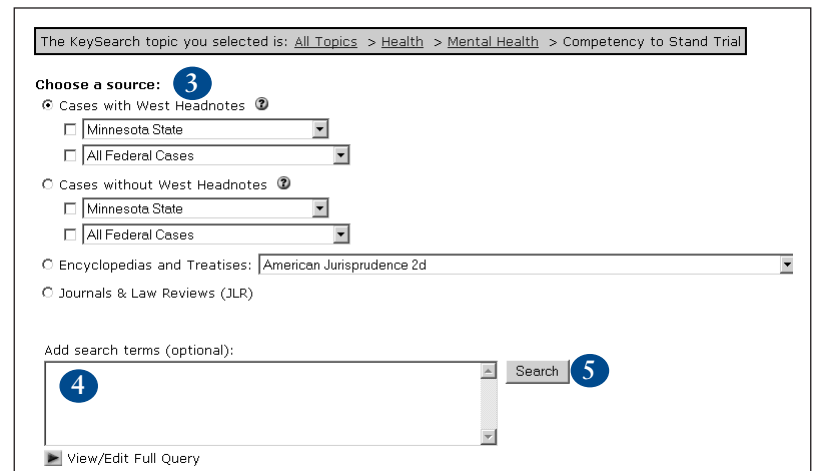 The KeySearch topic you selected is: All Topics > Health > Mental Health > Competency to Stand Trial
Choose a source: 3
Cases with West Headnotes ?
Minnesota State
All Federal Cases
Cases without West Headnotes ?
Minnesota State
All Federal Cases
Encyclopedias and Treatises: American Jurisprudence 2d
Journals & Law Reviews (JLR)
Add search terms (optional):
4
Search 5
View/Edit Full Query